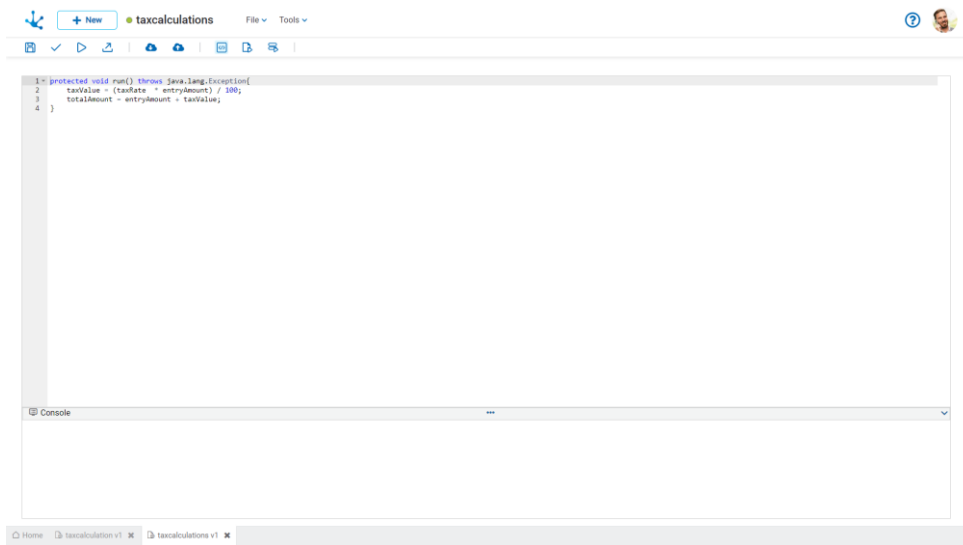 + New taxcalculations File Tools
1 protected void run() throws java.lang.Exception{
2 taxValue = (taxRate * entryAmount) / 100;
3 totalAmount = entryAmount + taxValue;
4 }
Console
Home taxcalculation v1 taxcalculations v1